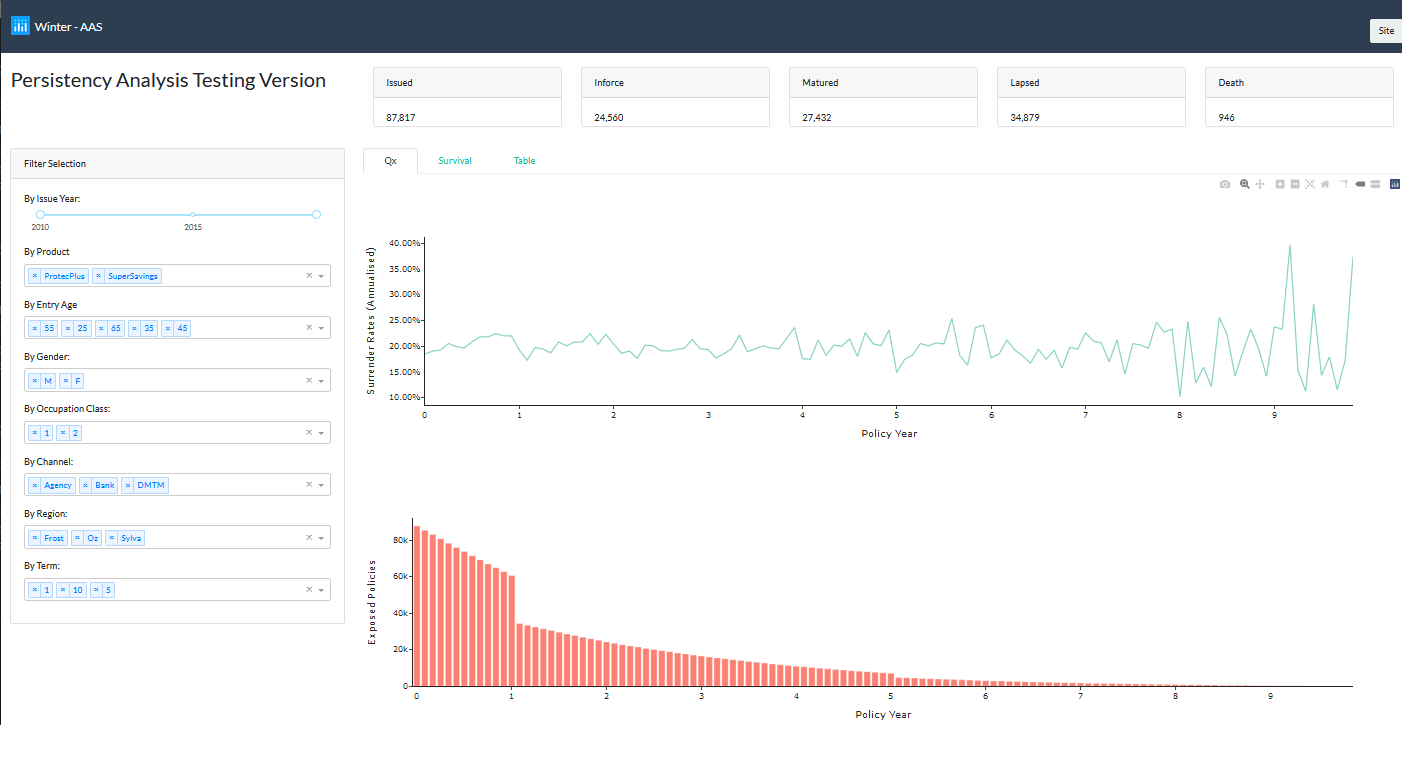 Winter - AAS
Site
Persistency Analysis Testing Version
Issued
87,817
Inforce
24,560
Matured
27,432
Lapsed
34,879
Death
946
Filter Selection
By Issue Year:
2010 2015
By Product
× ProtecPlus × SuperSavings
By Entry Age
× 55 × 25 × 65 × 35 × 45
By Gender:
× M × F
By Occupation Class:
× 1 × 2
By Channel:
× Agency × Bank × DMTM
By Region:
× Frost × Oz × Sylva
By Term:
× 1 × 10 × 5
Qx Survival Table
Surrender Rates (Annualised)
40.00%
35.00%
30.00%
25.00%
20.00%
15.00%
10.00%
0 1 2 3 4 5 6 7 8 9
Policy Year
Exposed Policies
80k
60k
40k
20k
0
0 1 2 3 4 5 6 7 8 9
Policy Year